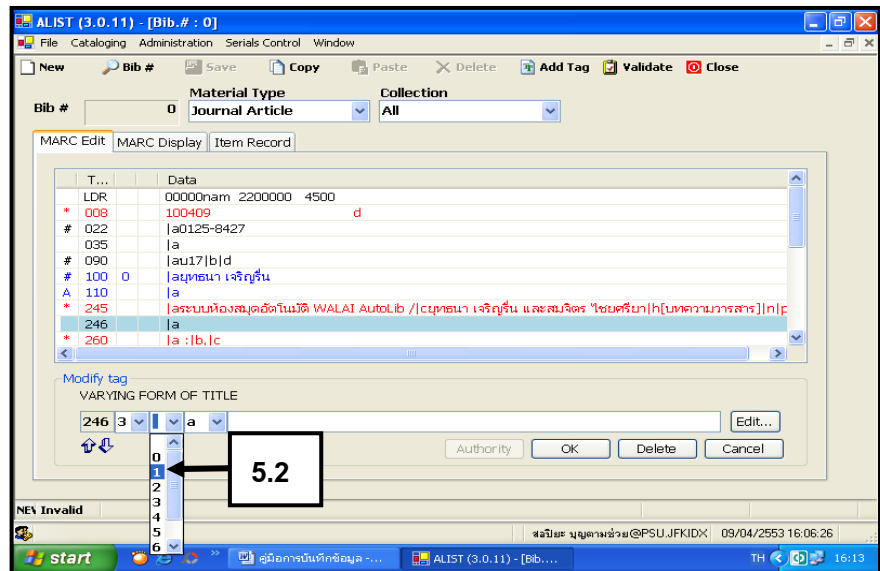 ALIST (3.0.11) - [Bib.# : 0]
File Cataloging Administration Serials Control Window
New Bib # Save Copy Paste Delete Add Tag Validate Close
Material Type Collection
Bib # 0 Journal Article All
MARC Edit MARC Display Item Record
T... Data
LDR 00000nam 2200000 4500
* 008 100409 d
# 022 |a0125-8427
035 |a
# 090 |au17|b|d
# 100 0 |aยุทธนา เจริญรื่น
A 110 |a
* 245 |aระบบห้องสมุดอัตโนมัติ WALAI AutoLib /|cยุทธนา เจริญรื่น และสมจิตร ไชยศรียา|h[บทความวารสาร]|n|p
246 |a
* 260 |a :|b,|c
Modify tag
VARYING FORM OF TITLE
246 3 a Edit...
Authority OK Delete Cancel
0
1
2
3
4
5
6
5.2
NEW Invalid
สอปิยะ บุญตามช่วย@PSU.JFKIDX 09/04/2553 16:06:26
start คู่มือการบันทึกข้อมูล -... ALIST (3.0.11) - [Bib.... TH 16:13